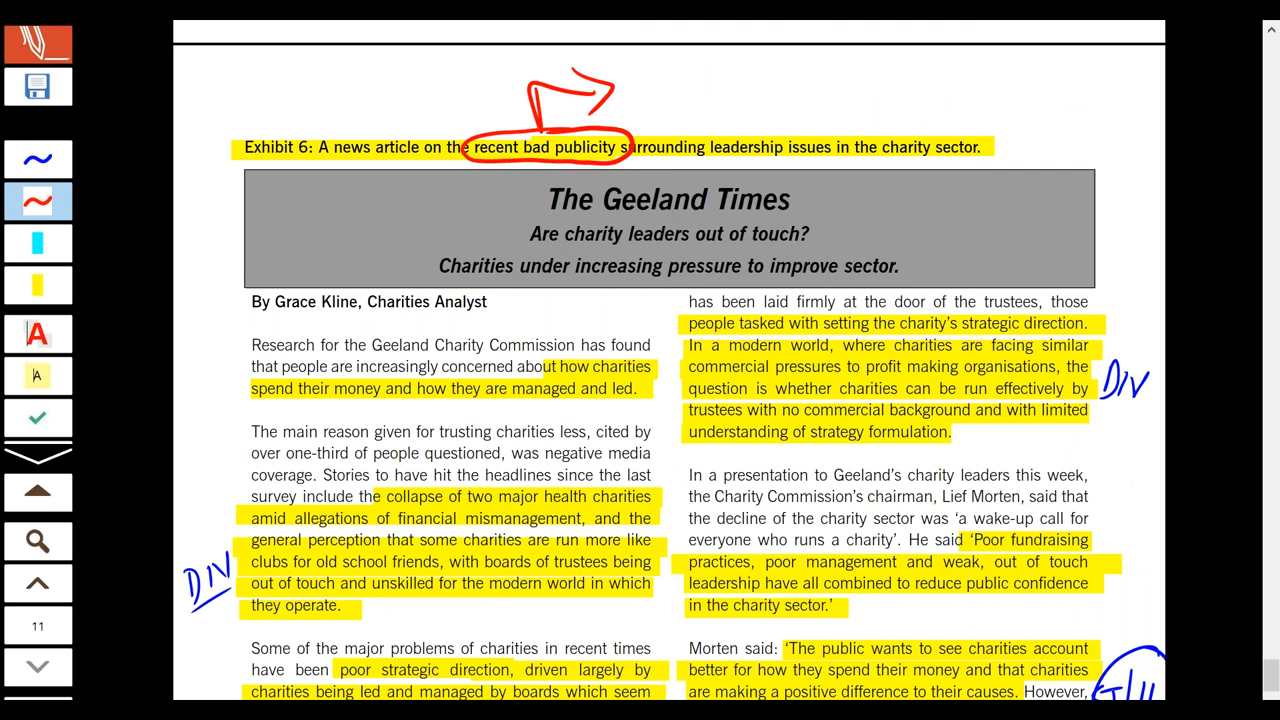 Exhibit 6: A news article on the recent bad publicity surrounding leadership issues in the charity sector.
The Geeland Times
Are charity leaders out of touch?
Charities under increasing pressure to improve sector.
By Grace Kline, Charities Analyst
Research for the Geeland Charity Commission has found
that people are increasingly concerned about how charities
spend their money and how they are managed and led.
The main reason given for trusting charities less, cited by
over one-third of people questioned, was negative media
coverage. Stories to have hit the headlines since the last
survey include the collapse of two major health charities
amid allegations of financial mismanagement, and the
general perception that some charities are run more like
clubs for old school friends, with boards of trustees being
out of touch and unskilled for the modern world in which
they operate.
DIV
Some of the major problems of charities in recent times
have been poor strategic direction, driven largely by
charities being led and managed by boards which seem
has been laid firmly at the door of the trustees, those
people tasked with setting the charity's strategic direction.
In a modern world, where charities are facing similar
commercial pressures to profit making organisations, the
question is whether charities can be run effectively by
trustees with no commercial background and with limited
understanding of strategy formulation.
DIV
In a presentation to Geeland's charity leaders this week,
the Charity Commission's chairman, Lief Morten, said that
the decline of the charity sector was 'a wake-up call for
everyone who runs a charity'. He said 'Poor fundraising
practices, poor management and weak, out of touch
leadership have all combined to reduce public confidence
in the charity sector.'
Morten said: 'The public wants to see charities account
better for how they spend their money and that charities
are making a positive difference to their causes. However,
A
A
11